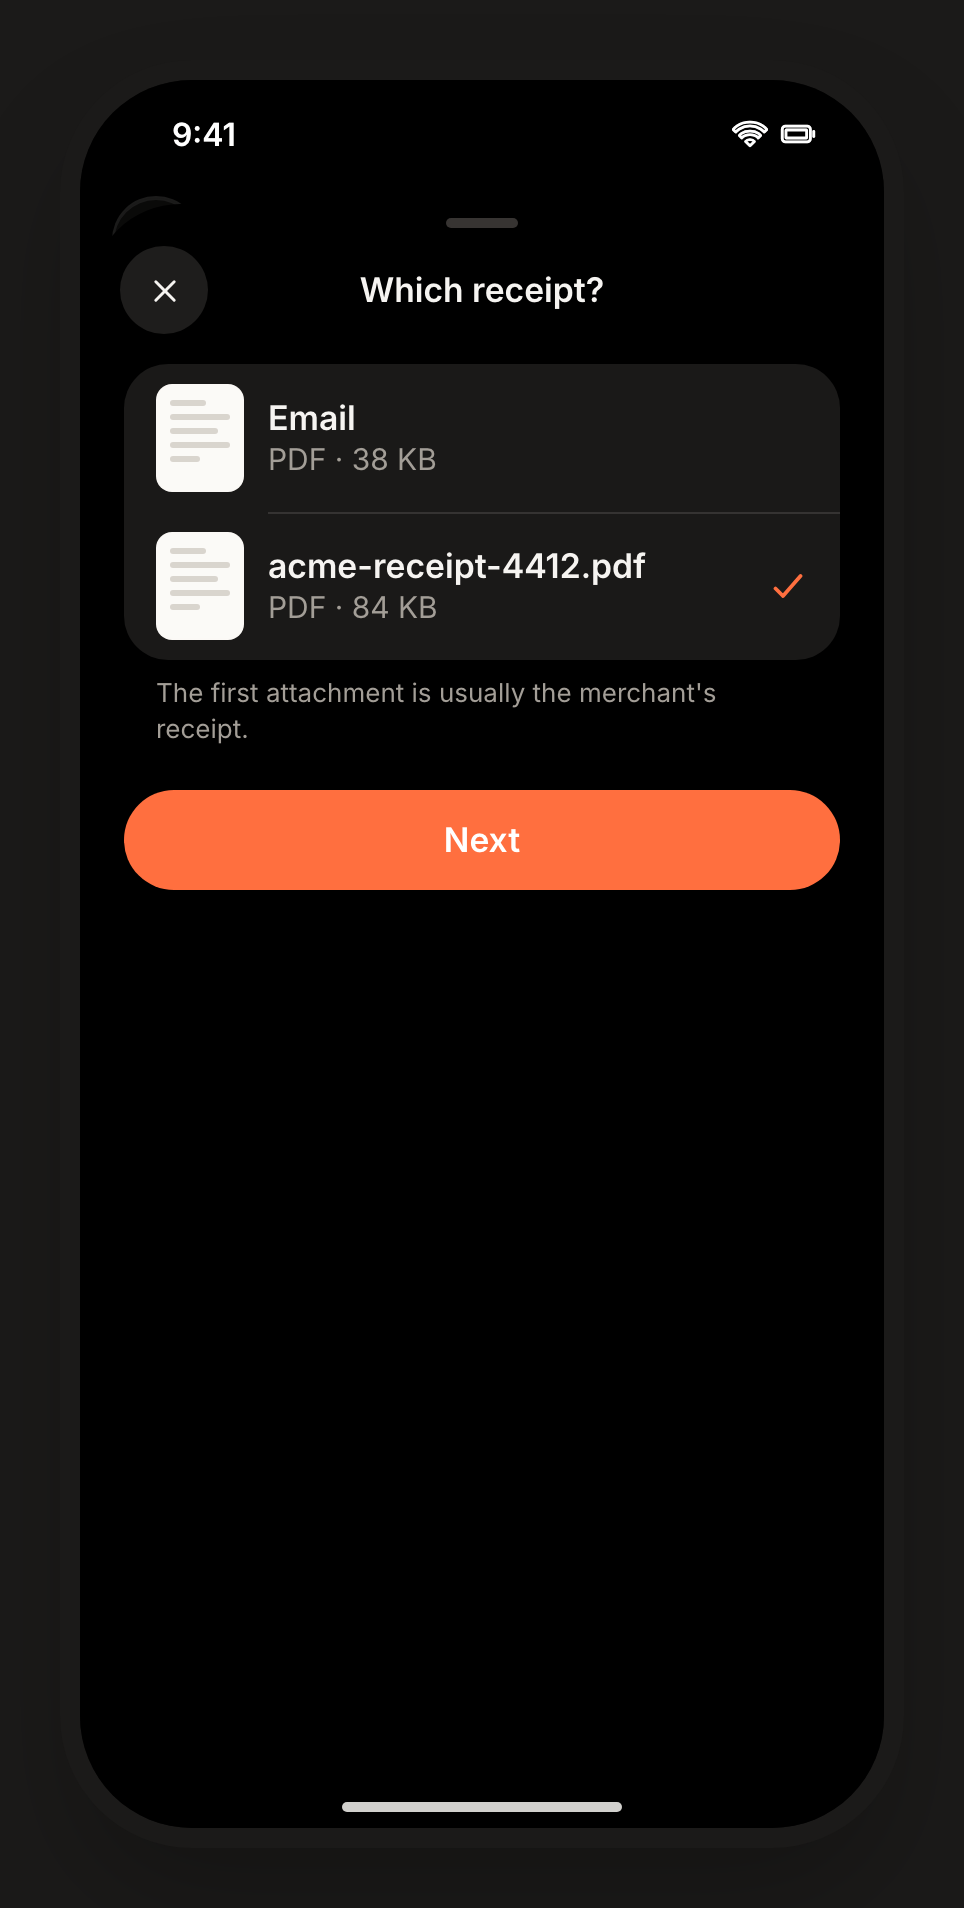 9:41
Which receipt?
Email
PDF · 38 KB
acme-receipt-4412.pdf
PDF · 84 KB
The first attachment is usually the merchant's
receipt.
Next